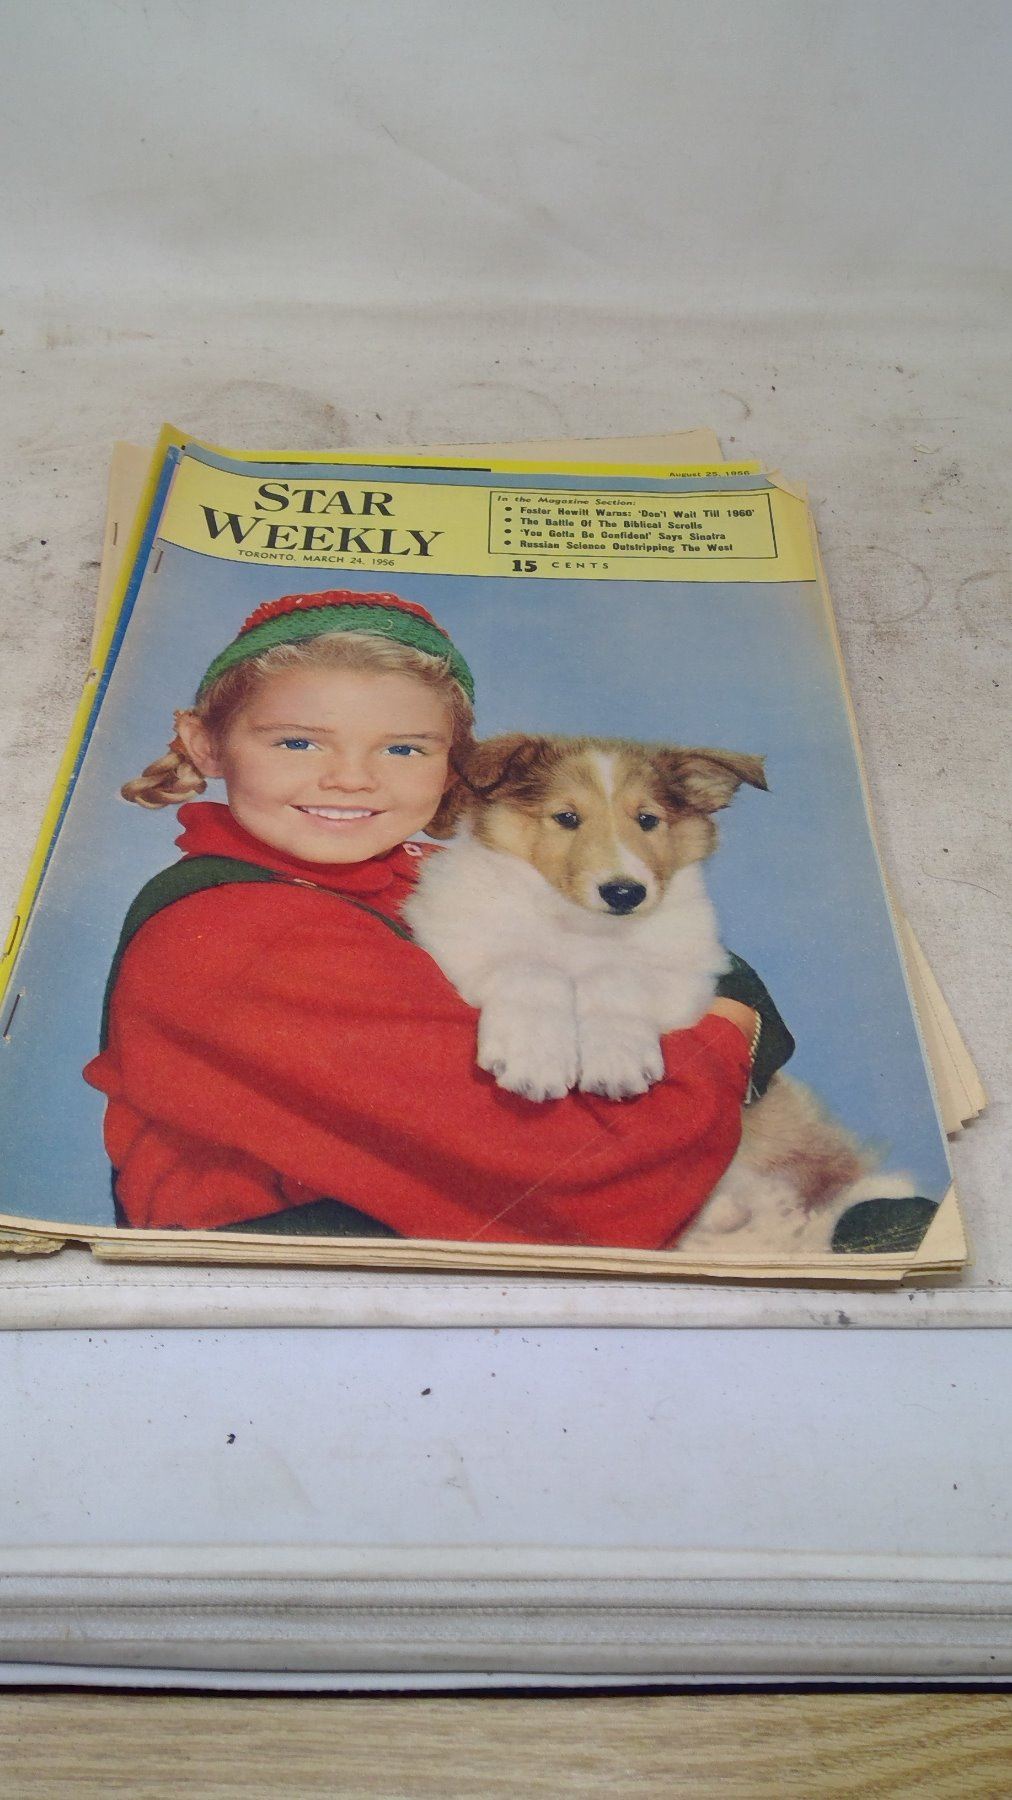 August 25, 1956
STAR
WEEKLY
TORONTO, MARCH 24, 1956
In the Magazine Section:
• Foster Hewitt Warns: 'Don't Wait Till 1960'
• The Battle Of The Biblical Scrolls
• 'You Gotta Be Confident' Says Sinatra
• Russian Science Outstripping The West
15 CENTS